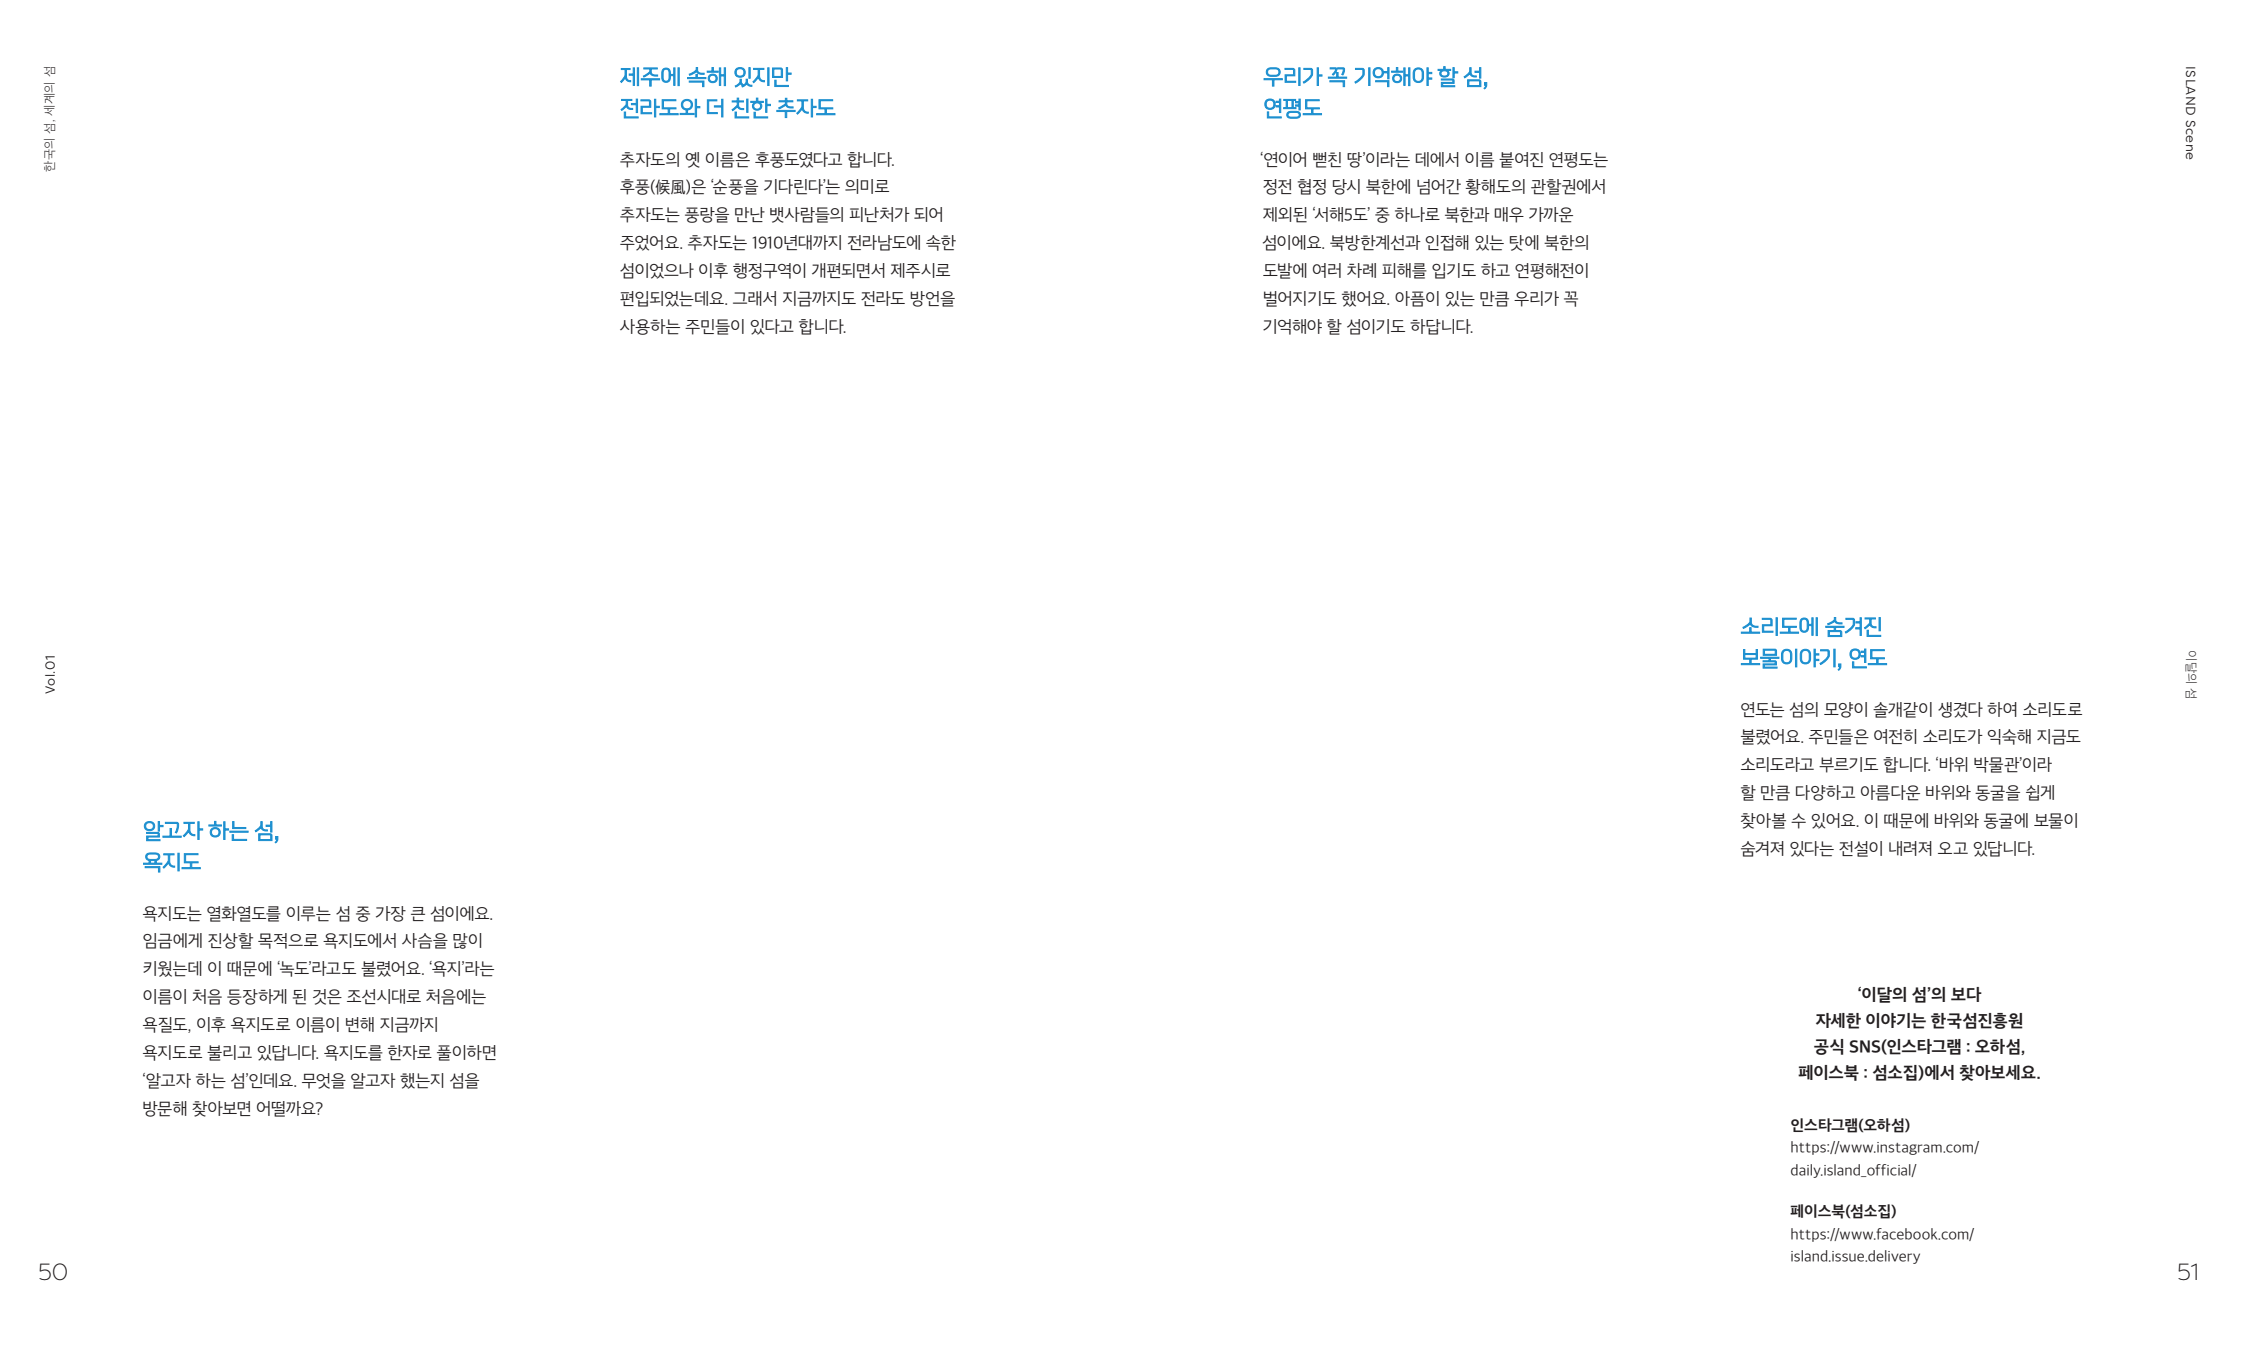 한국의 섬. 세계의 섬
Vol.01
제주에 속해 있지만
전라도와 더 친한 추자도
추자도의 옛 이름은 후풍도였다고 합니다.
후풍(候風)은 ‘순풍을 기다린다’는 의미로
추자도는 풍랑을 만난 뱃사람들의 피난처가 되어
주었어요. 추자도는 1910년대까지 전라남도에 속한
섬이었으나 이후 행정구역이 개편되면서 제주시로
편입되었는데요. 그래서 지금까지도 전라도 방언을
사용하는 주민들이 있다고 합니다.
알고자 하는 섬,
욕지도
욕지도는 열화열도를 이루는 섬 중 가장 큰 섬이에요.
임금에게 진상할 목적으로 욕지도에서 사슴을 많이
키웠는데 이 때문에 ‘녹도’라고도 불렸어요. ‘욕지’라는
이름이 처음 등장하게 된 것은 조선시대로 처음에는
욕질도, 이후 욕지도로 이름이 변해 지금까지
욕지도로 불리고 있답니다. 욕지도를 한자로 풀이하면
‘알고자 하는 섬’인데요. 무엇을 알고자 했는지 섬을
방문해 찾아보면 어떨까요?
50
우리가 꼭 기억해야 할 섬,
연평도
‘연이어 뻗친 땅’이라는 데에서 이름 붙여진 연평도는
정전 협정 당시 북한에 넘어간 황해도의 관할권에서
제외된 ‘서해5도’ 중 하나로 북한과 매우 가까운
섬이에요. 북방한계선과 인접해 있는 탓에 북한의
도발에 여러 차례 피해를 입기도 하고 연평해전이
벌어지기도 했어요. 아픔이 있는 만큼 우리가 꼭
기억해야 할 섬이기도 하답니다.
소리도에 숨겨진
보물이야기, 연도
연도는 섬의 모양이 솔개같이 생겼다 하여 소리도로
불렸어요. 주민들은 여전히 소리도가 익숙해 지금도
소리도라고 부르기도 합니다. ‘바위 박물관’이라
할 만큼 다양하고 아름다운 바위와 동굴을 쉽게
찾아볼 수 있어요. 이 때문에 바위와 동굴에 보물이
숨겨져 있다는 전설이 내려져 오고 있답니다.
‘이달의 섬’의 보다
자세한 이야기는 한국섬진흥원
공식 SNS(인스타그램 : 오하섬,
페이스북 : 섬소집)에서 찾아보세요.
인스타그램(오하섬)
https://www.instagram.com/
daily.island_official/
페이스북(섬소집)
https://www.facebook.com/
island.issue.delivery
ISLAND Scene
이달의 섬
51